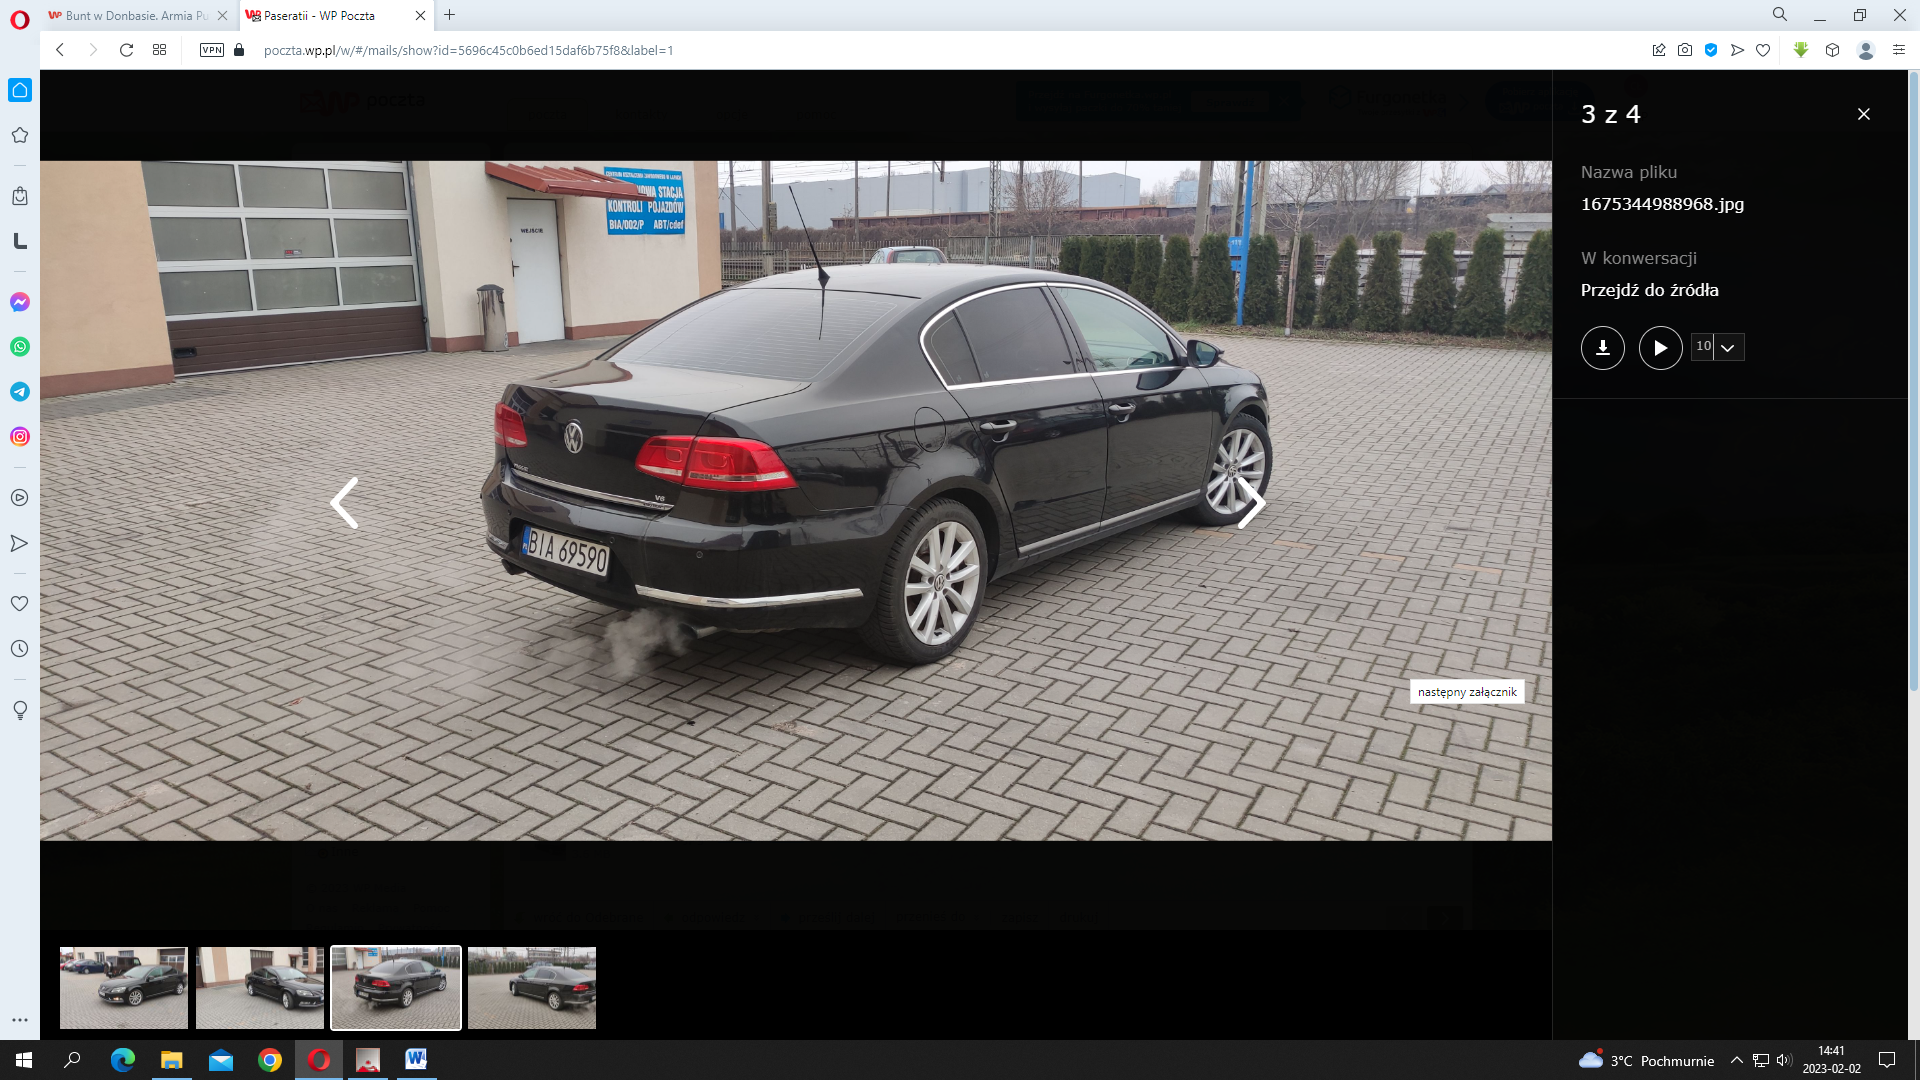 Bunt w Donbasie. Armia Pu
Paseratii - WP Poczta
VPN
poczta.wp.pl/w/#/mails/show?id=5696c45c0b6ed15daf6b75f8&label=1
poczta
3 z 4
Nazwa pliku
1675344988968.jpg
W konwersacji
Przejdź do źródła
10
OWA STACJA
KONTROLI POJAZDÓW
BIA/002/P ABT/cdef
WEJŚCIE
V6
BIA 69590
następny załącznik
3°C Pochmurnie
14:41
2023-02-02